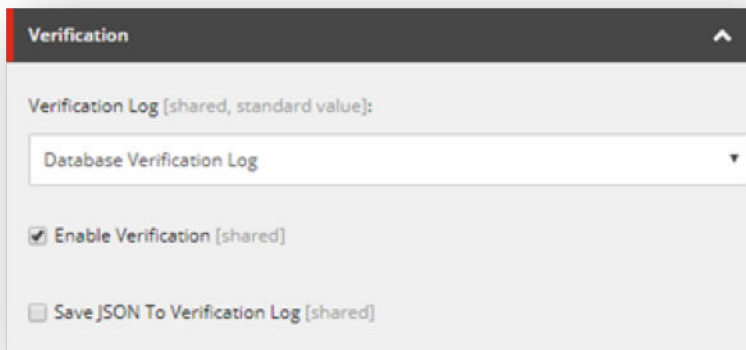 Verification
Verification Log [shared, standard value]:
Database Verification Log
Enable Verification [shared]
Save JSON To Verification Log [shared]